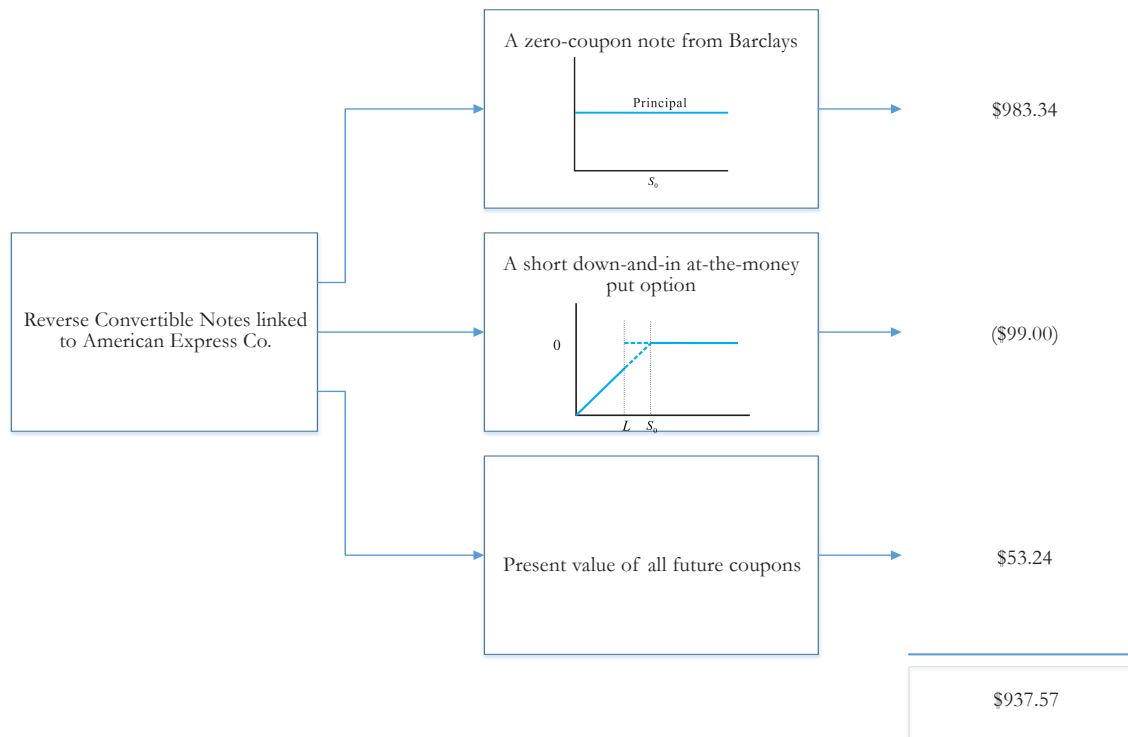 A zero-coupon note from Barclays
Principal
S₀
$983.34
Reverse Convertible Notes linked
to American Express Co.
A short down-and-in at-the-money
put option
0
L S₀
($99.00)
Present value of all future coupons
$53.24
$937.57